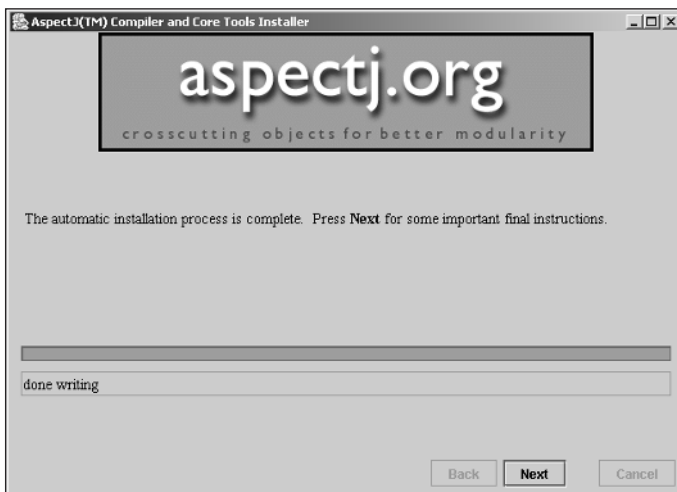 AspectJ(TM) Compiler and Core Tools Installer
aspectj.org
crosscutting objects for better modularity
The automatic installation process is complete. Press Next for some important final instructions.
done writing
Back Next Cancel